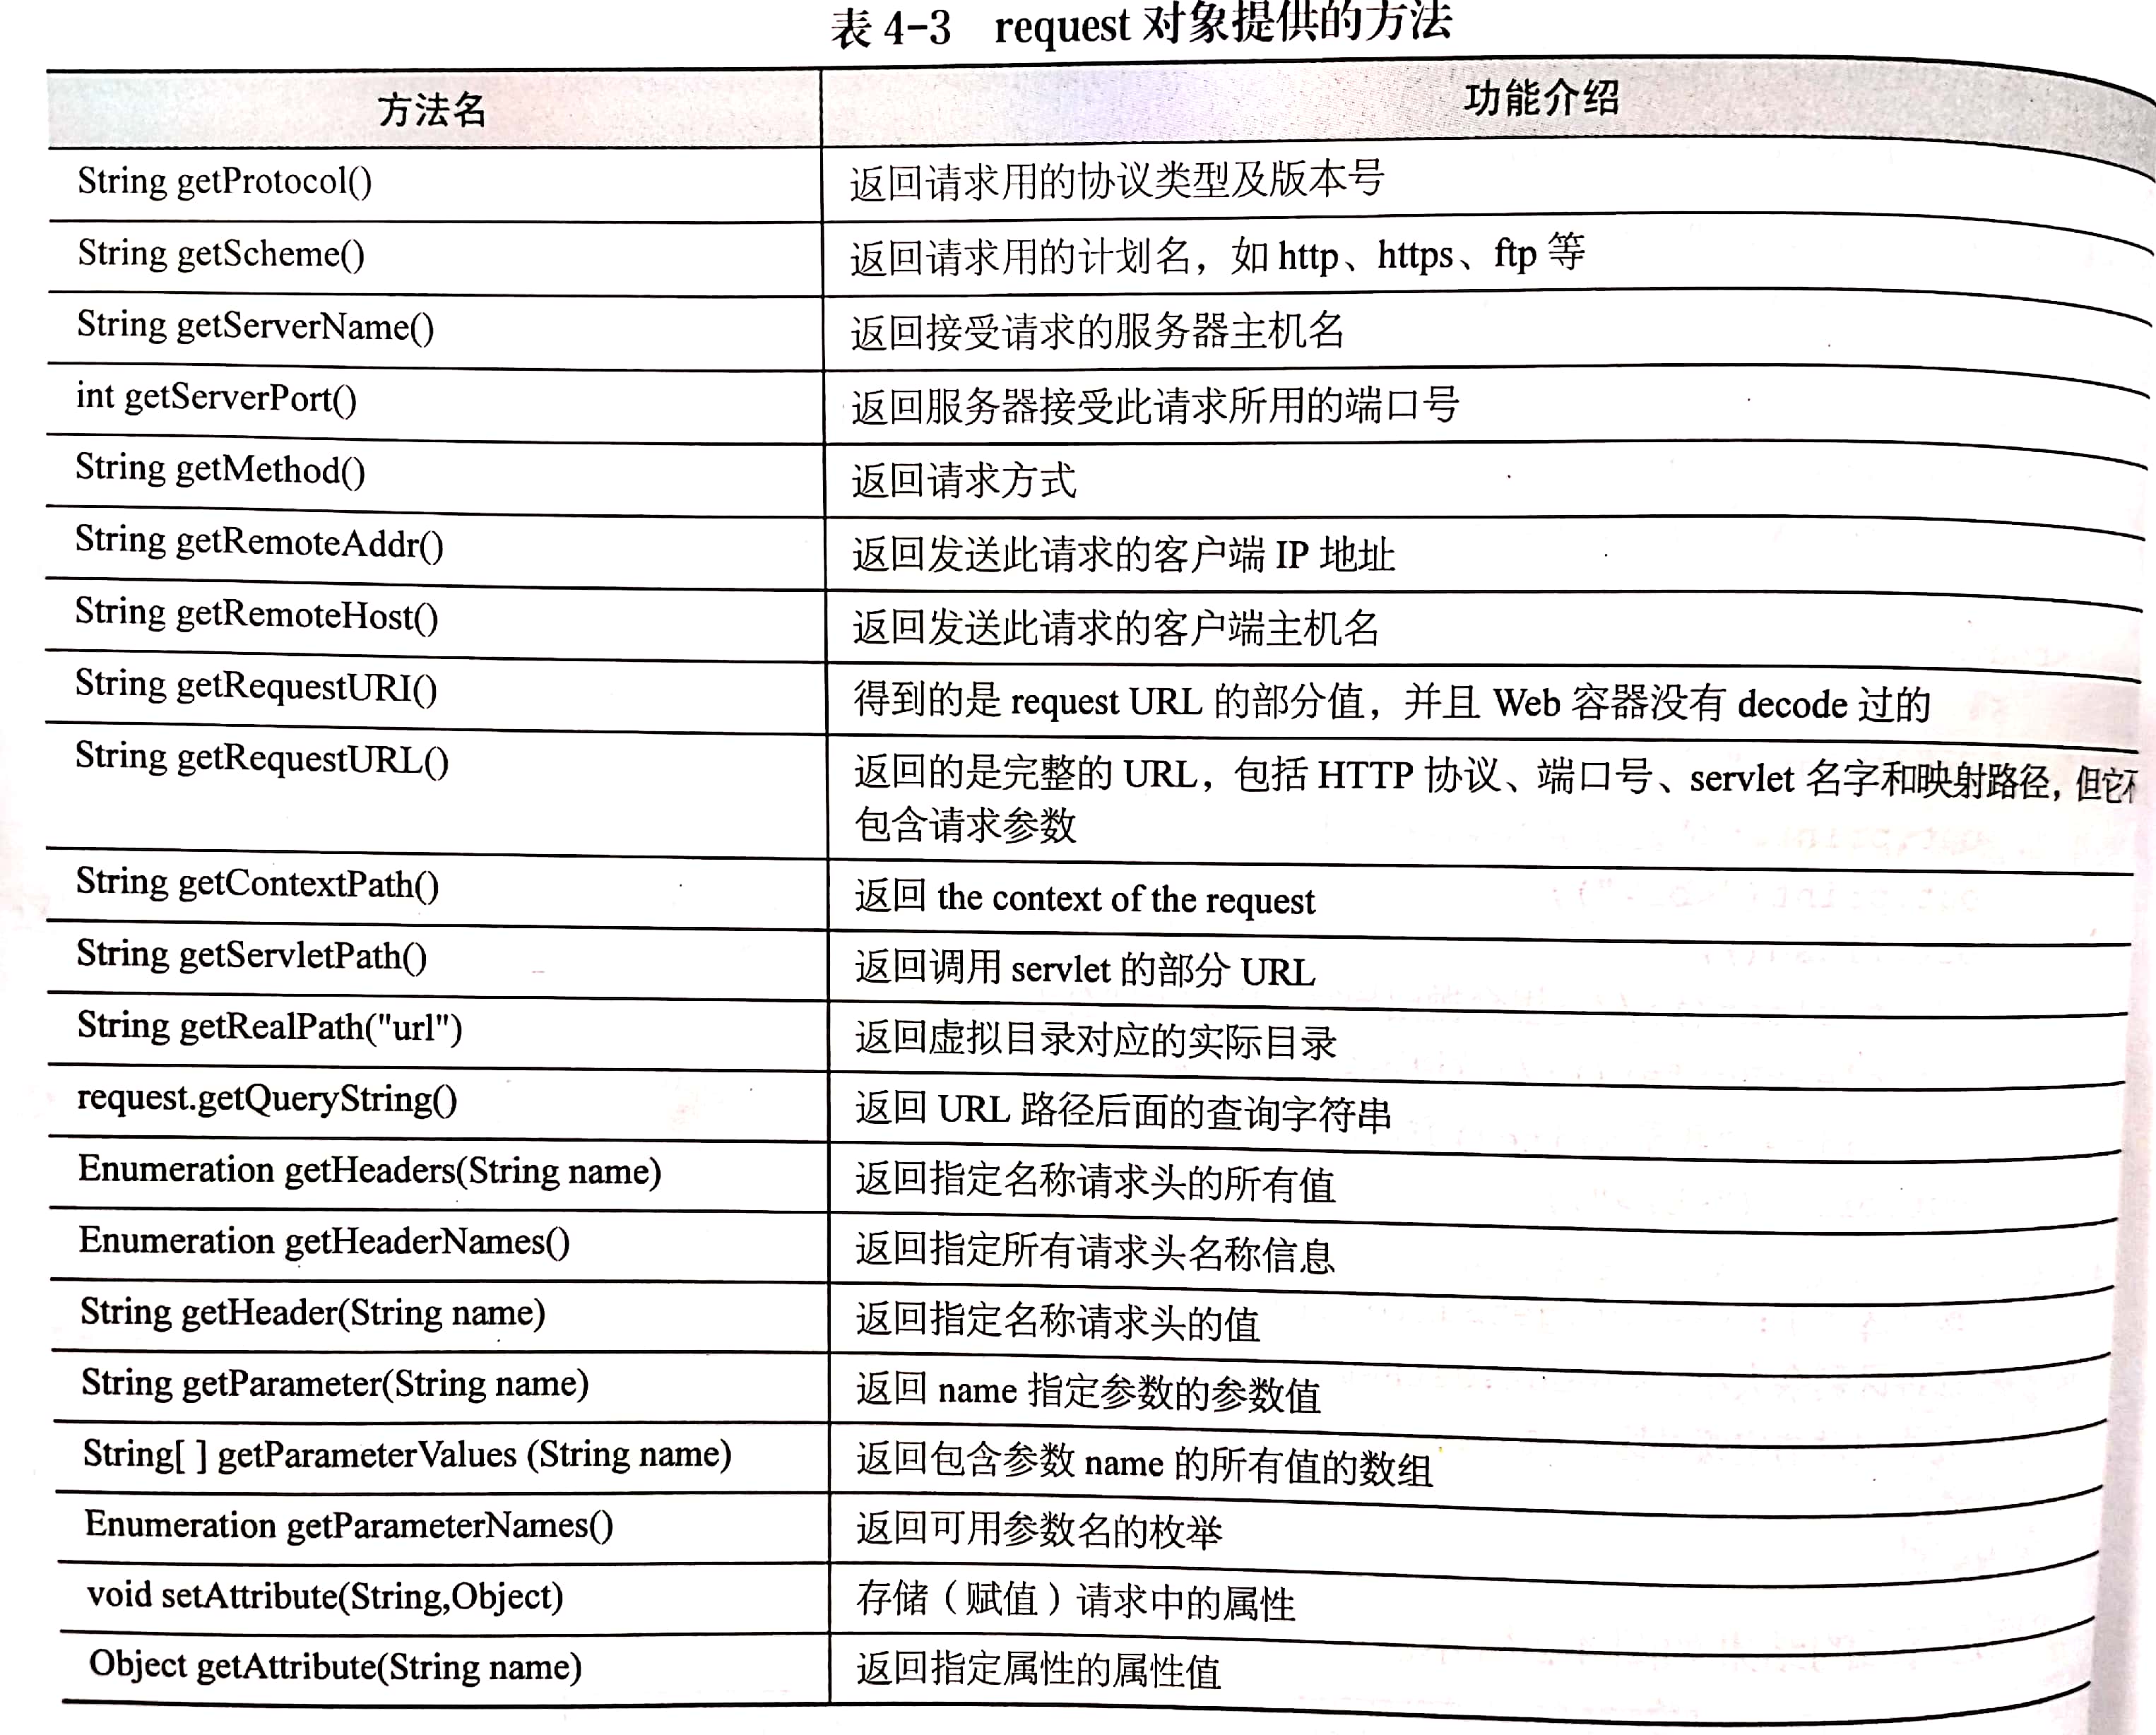 表 4-3 request 对象提供的方法
方法名 功能介绍
String getProtocol() 返回请求用的协议类型及版本号
String getScheme() 返回请求用的计划名，如 http、https、ftp 等
String getServerName() 返回接受请求的服务器主机名
int getServerPort() 返回服务器接受此请求所用的端口号
String getMethod() 返回请求方式
String getRemoteAddr() 返回发送此请求的客户端 IP 地址
String getRemoteHost() 返回发送此请求的客户端主机名
String getRequestURI() 得到的是 request URL 的部分值，并且 Web 容器没有 decode 过的
String getRequestURL() 返回的是完整的 URL，包括 HTTP 协议、端口号、servlet 名字和映射路径，但它
包含请求参数
String getContextPath() 返回 the context of the request
String getServletPath() 返回调用 servlet 的部分 URL
String getRealPath("url") 返回虚拟目录对应的实际目录
request.getQueryString() 返回 URL 路径后面的查询字符串
Enumeration getHeaders(String name) 返回指定名称请求头的所有值
Enumeration getHeaderNames() 返回指定所有请求头名称信息
String getHeader(String name) 返回指定名称请求头的值
String getParameter(String name) 返回 name 指定参数的参数值
String[ ] getParameterValues (String name) 返回包含参数 name 的所有值的数组
Enumeration getParameterNames() 返回可用参数名的枚举
void setAttribute(String,Object) 存储（赋值）请求中的属性
Object getAttribute(String name) 返回指定属性的属性值